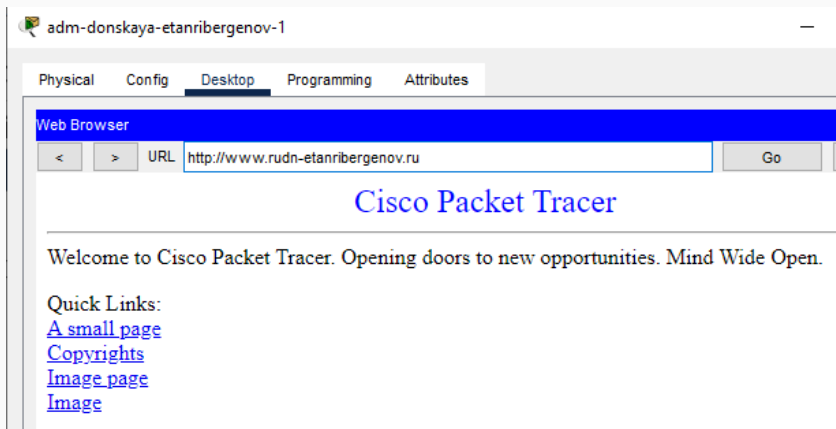 adm-donskaya-etanribergenov-1
Physical Config Desktop Programming Attributes
Web Browser
< > URL http://www.rudn-etanribergenov.ru Go
Cisco Packet Tracer
Welcome to Cisco Packet Tracer. Opening doors to new opportunities. Mind Wide Open.
Quick Links:
A small page
Copyrights
Image page
Image